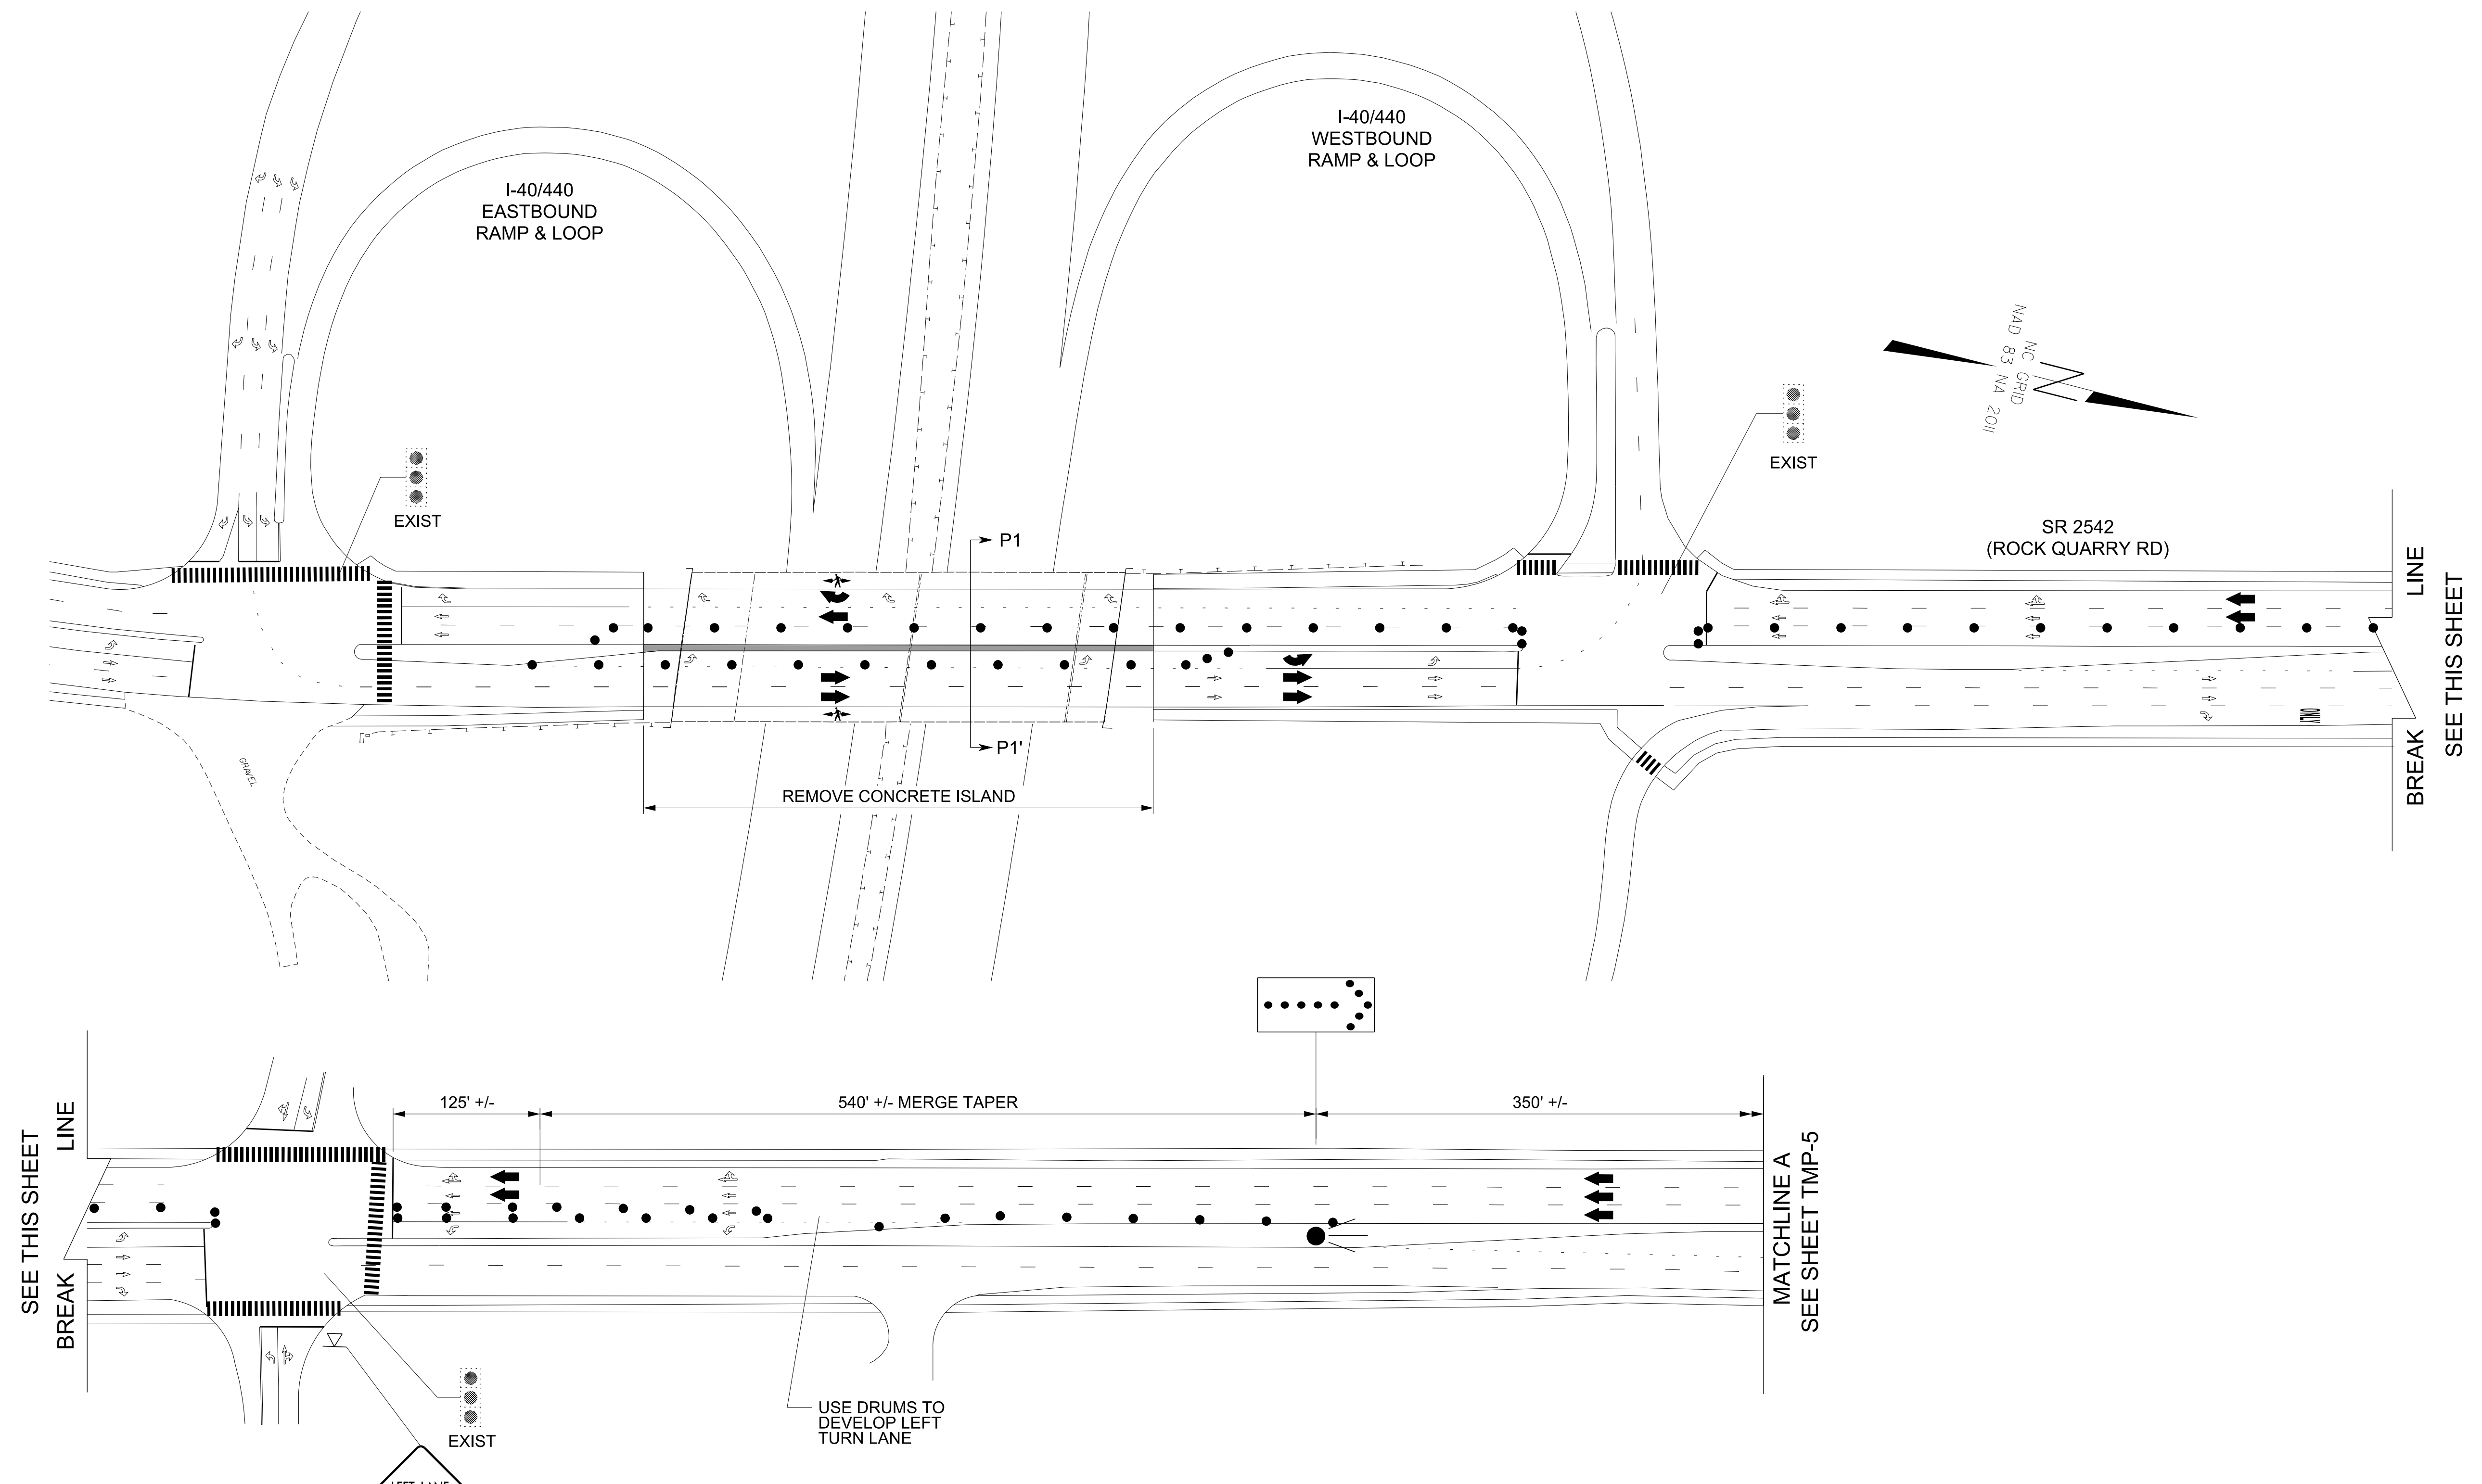 I-40/440
EASTBOUND
RAMP & LOOP
I-40/440
WESTBOUND
RAMP & LOOP
NC GRID
NAD 83 NA 2011
EXIST
EXIST
SR 2542
(ROCK QUARRY RD)
P1
P1'
GRAVEL
REMOVE CONCRETE ISLAND
ONLY
BREAK LINE
SEE THIS SHEET
SEE THIS SHEET
BREAK LINE
125' +/-
540' +/- MERGE TAPER
350' +/-
MATCHLINE A
SEE SHEET TMP-5
USE DRUMS TO
DEVELOP LEFT
TURN LANE
EXIST
LEFT LANE